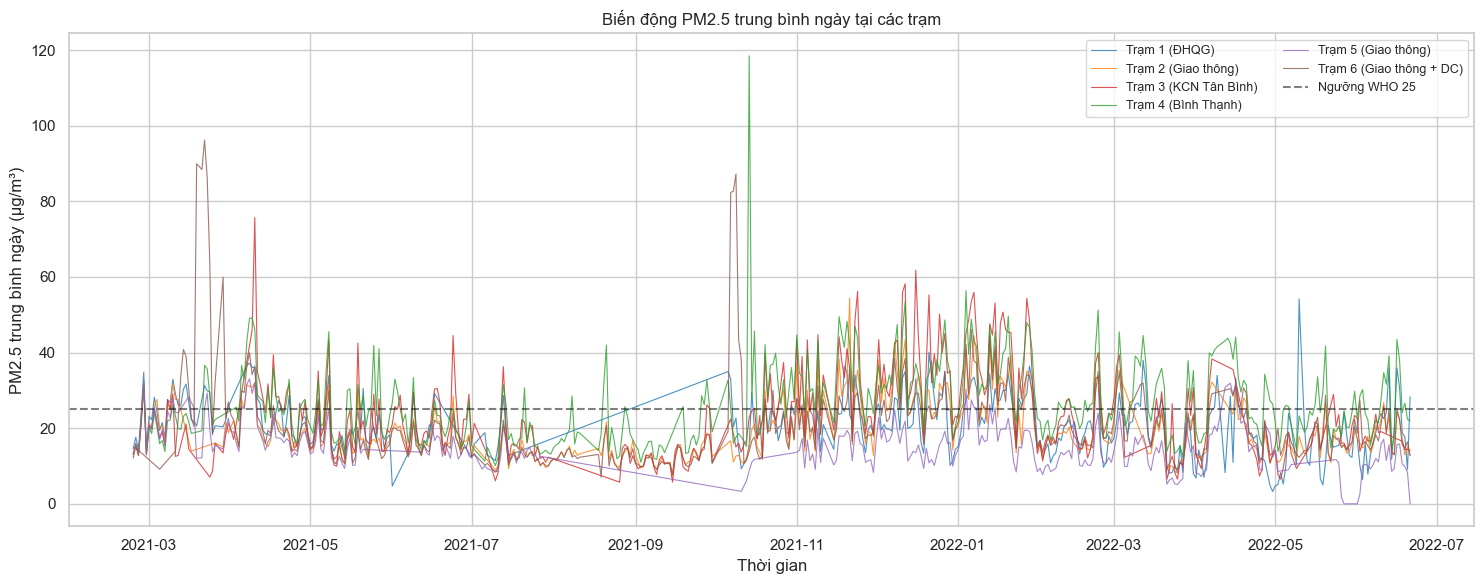 Biến động PM2.5 trung bình ngày tại các trạm
PM2.5 trung bình ngày (µg/m³)
120
100
80
60
40
20
0
Trạm 1 (ĐHQG)
Trạm 2 (Giao thông)
Trạm 3 (KCN Tân Bình)
Trạm 4 (Bình Thạnh)
Trạm 5 (Giao thông)
Trạm 6 (Giao thông + DC)
Ngưỡng WHO 25
2021-03
2021-05
2021-07
2021-09
2021-11
2022-01
2022-03
2022-05
2022-07
Thời gian